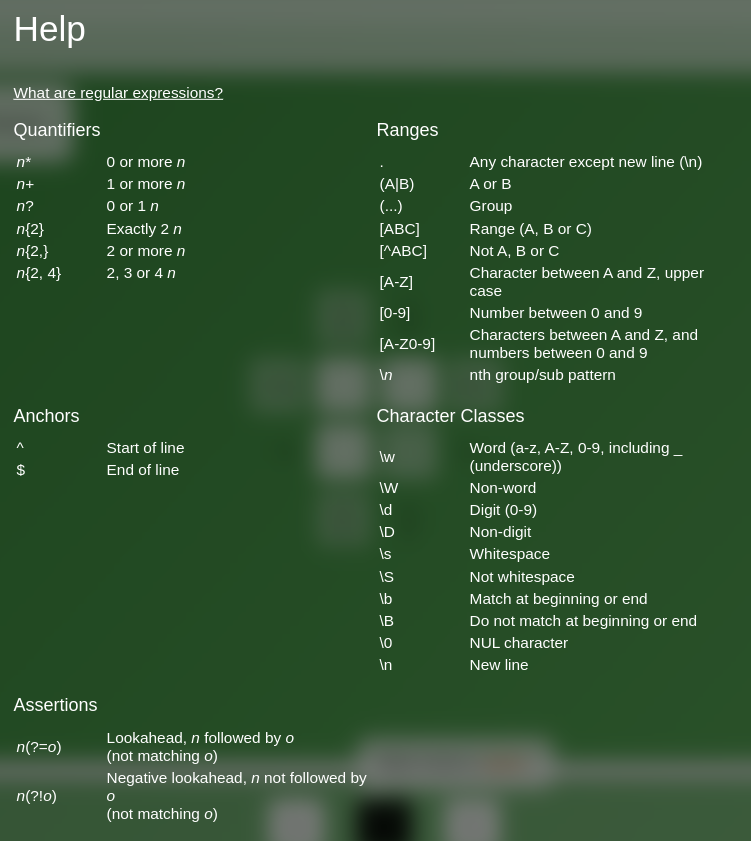 Help
What are regular expressions?
Quantifiers
n* 0 or more n
n+ 1 or more n
n? 0 or 1 n
n{2} Exactly 2 n
n{2,} 2 or more n
n{2, 4} 2, 3 or 4 n
Ranges
. Any character except new line (\n)
(A|B) A or B
(...) Group
[ABC] Range (A, B or C)
[^ABC] Not A, B or C
[A-Z] Character between A and Z, upper
case
[0-9] Number between 0 and 9
[A-Z0-9] Characters between A and Z, and
numbers between 0 and 9
\n nth group/sub pattern
Anchors
^ Start of line
$ End of line
Character Classes
\w Word (a-z, A-Z, 0-9, including _
(underscore))
\W Non-word
\d Digit (0-9)
\D Non-digit
\s Whitespace
\S Not whitespace
\b Match at beginning or end
\B Do not match at beginning or end
\0 NUL character
\n New line
Assertions
n(?=o) Lookahead, n followed by o
(not matching o)
n(?!o) Negative lookahead, n not followed by
o
(not matching o)